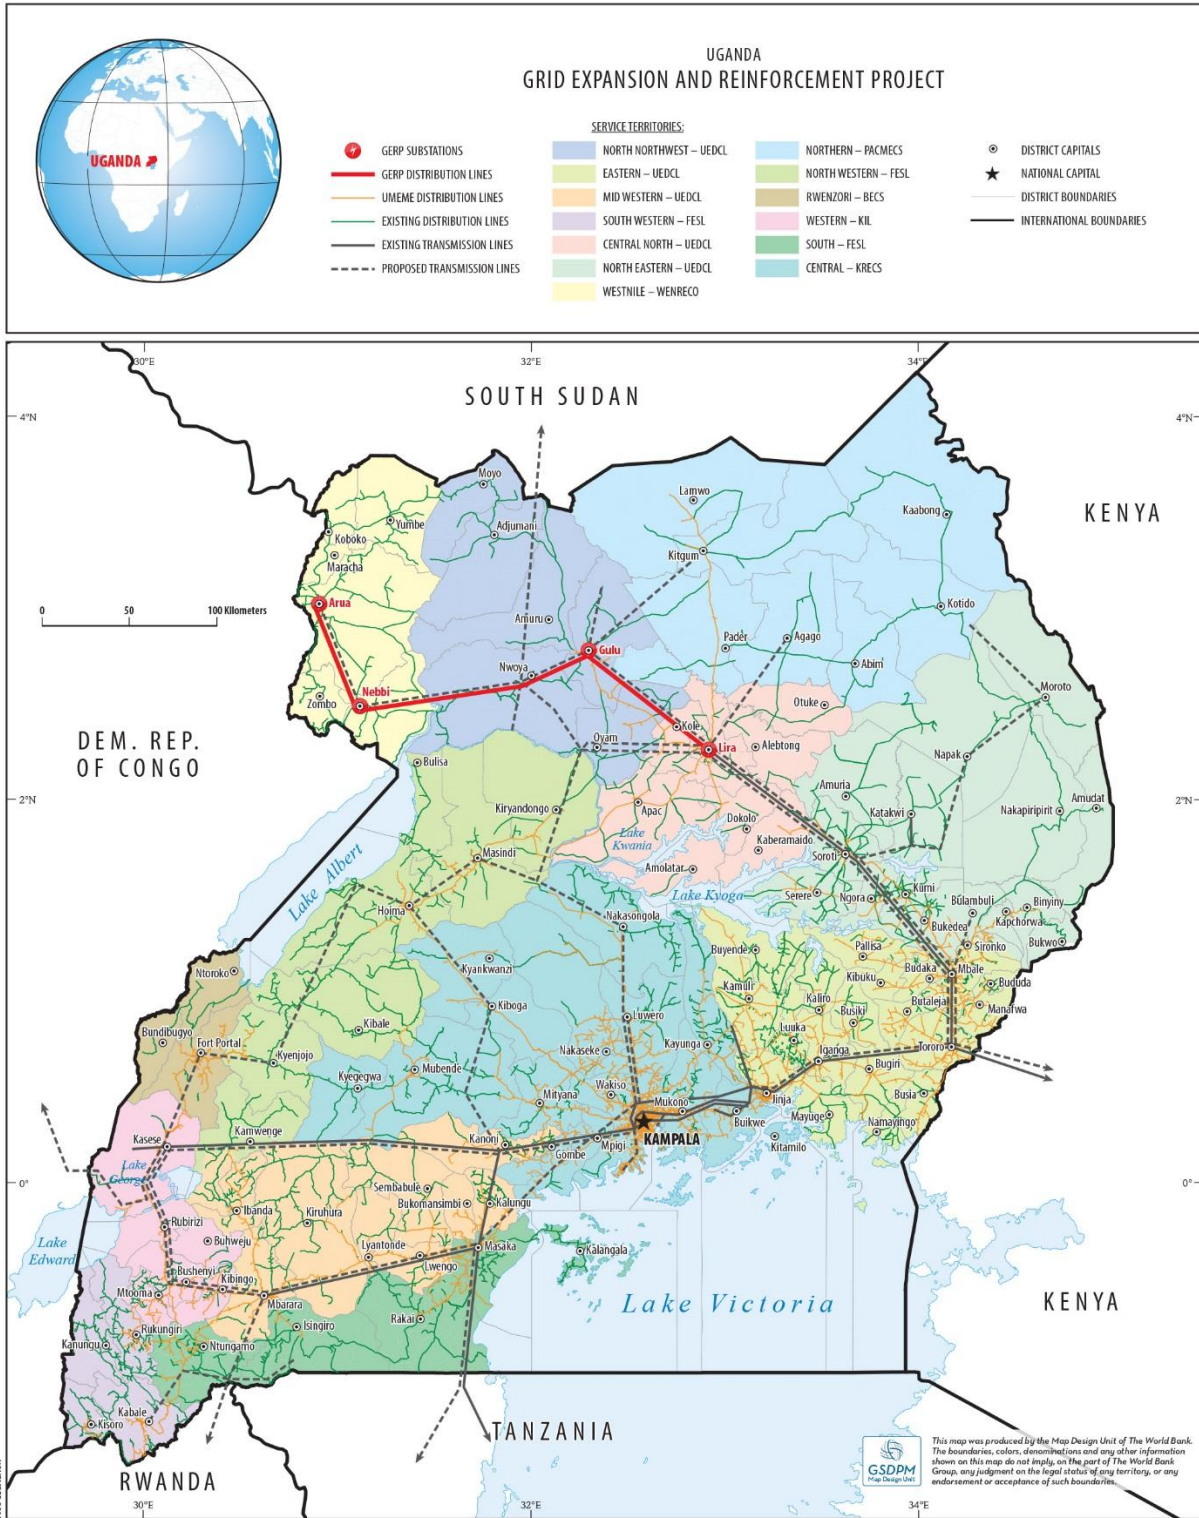 UGANDA
GRID EXPANSION AND REINFORCEMENT PROJECT
UGANDA
SERVICE TERRITORIES:
GERP SUBSTATIONS
GERP DISTRIBUTION LINES
UMEME DISTRIBUTION LINES
EXISTING DISTRIBUTION LINES
EXISTING TRANSMISSION LINES
PROPOSED TRANSMISSION LINES
NORTH NORTHWEST – UEDCL
EASTERN – UEDCL
MID WESTERN – UEDCL
SOUTH WESTERN – FESL
CENTRAL NORTH – UEDCL
NORTH EASTERN – UEDCL
WESTNILE – WENRECO
NORTHERN – PACMECS
NORTH WESTERN – FESL
RWENZORI – BECS
WESTERN – KIL
SOUTH – FESL
CENTRAL – KRECS
DISTRICT CAPITALS
NATIONAL CAPITAL
DISTRICT BOUNDARIES
INTERNATIONAL BOUNDARIES
30°E
32°E
34°E
SOUTH SUDAN
4°N
4°N
KENYA
Moyo
Lamwo
Kaabong
Yumbe
Adjumani
Koboko
Maracha
Kitgum
0
50
100 Kilometers
Arua
Kotido
Amuru
Pader
Agago
Gulu
Abim
Nwoya
Nebbi
Zombo
Moroto
Otuke
Kole
DEM. REP.
OF CONGO
Oyam
Lira
Alebtong
Napak
Bulisa
2°N
2°N
Amuria
Amudat
Kiryandongo
Apac
Katakwi
Nakapiripirit
Dokolo
Lake
Kwania
Kaberamaido
Masindi
Soroti
Amolatar
Lake Albert
Lake Kyoga
Serere
Ngora
Kumi
Hoima
Bulambuli
Binyiny
Nakasongola
Bukedea
Kapchorwa
Bukwo
Buyende
Pallisa
Sironko
Kyankwanzi
Ntoroko
Kibuku
Budaka
Mbale
Kamuli
Bududa
Kiboga
Kaliro
Busiki
Butaleja
Manafwa
Luwero
Bundibugyo
Kibale
Luuka
Fort Portal
Nakaseke
Kayunga
Kyenjojo
Iganga
Tororo
Kyegegwa
Mubende
Bugiri
Wakiso
Mityana
Mukono
Jinja
Busia
Mayuge
Buikwe
Namayingo
KAMPALA
Kamwenge
Kasese
Kanoni
Gombe
Mpigi
Kitamilo
Lake
George
0°
0°
Sembabule
Bukomansimbi
Kalungu
Ibanda
Kiruhura
Rubirizi
Lake
Edward
Buhweju
Lyantonde
Masaka
Kalangala
Lwengo
Bushenyi
Kibingo
Mtooma
Mbarara
Lake Victoria
KENYA
Rakai
Isingiro
Rukungiri
Kanungu
Ntungamo
Kabale
Kisoro
TANZANIA
RWANDA
GSDPM
Map Design Unit
This map was produced by the Map Design Unit of The World Bank.
The boundaries, colors, denominations and any other information
shown on this map do not imply, on the part of The World Bank
Group, any judgment on the legal status of any territory, or any
endorsement or acceptance of such boundaries.
30°E
32°E
34°E